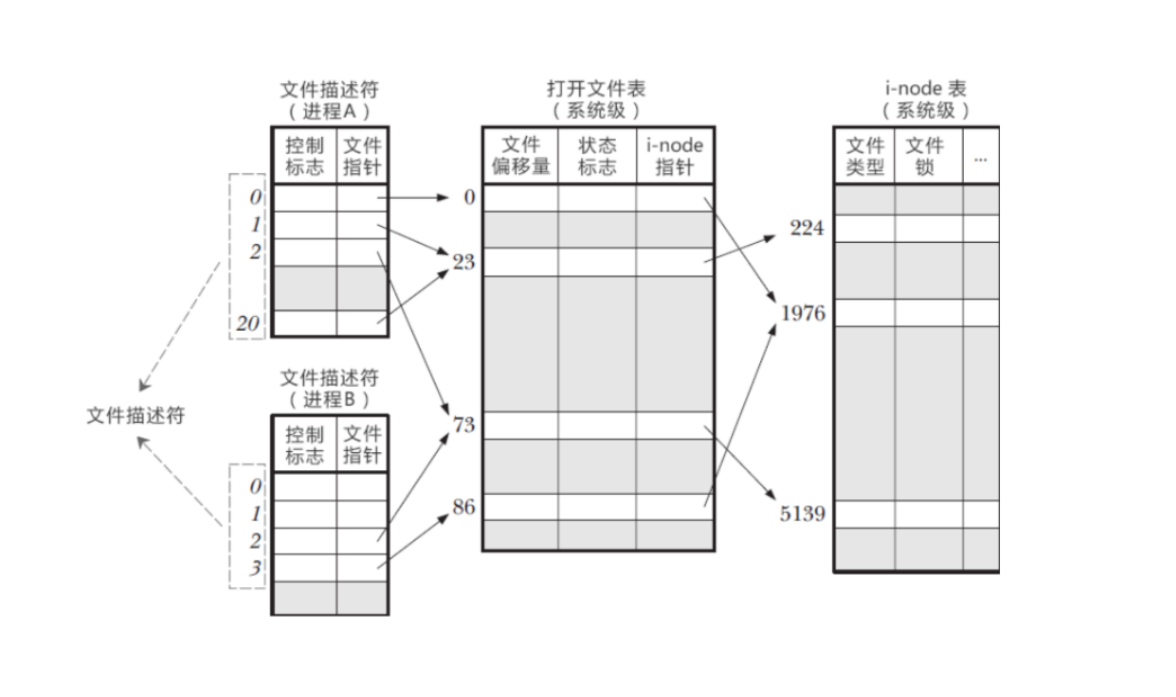 文件描述符
（进程A）
控制
标志
文件
指针
0
1
2
20
文件描述符
文件描述符
（进程B）
控制
标志
文件
指针
0
1
2
3
打开文件表
（系统级）
文件
偏移量
状态
标志
i-node
指针
0
23
73
86
i-node 表
（系统级）
文件
类型
文件
锁
...
224
1976
5139